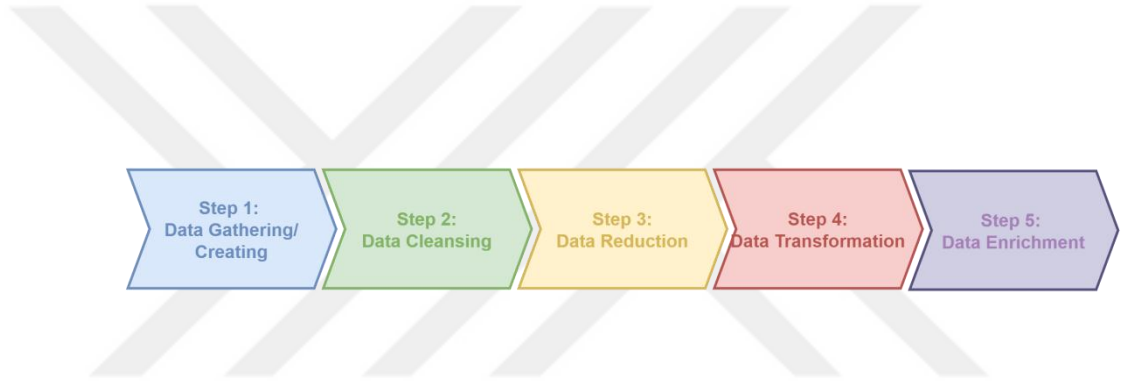 Step 1:
Data Gathering/
Creating
Step 2:
Data Cleansing
Step 3:
Data Reduction
Step 4:
Data Transformation
Step 5:
Data Enrichment